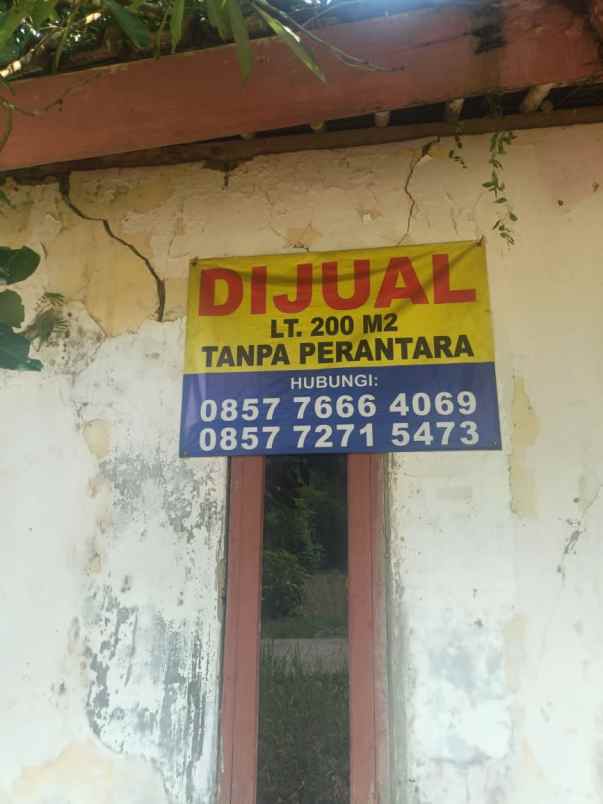 DIJUAL
LT. 200 M2
TANPA PERANTARA
HUBUNGI:
0857 7666 4069
0857 7271 5473